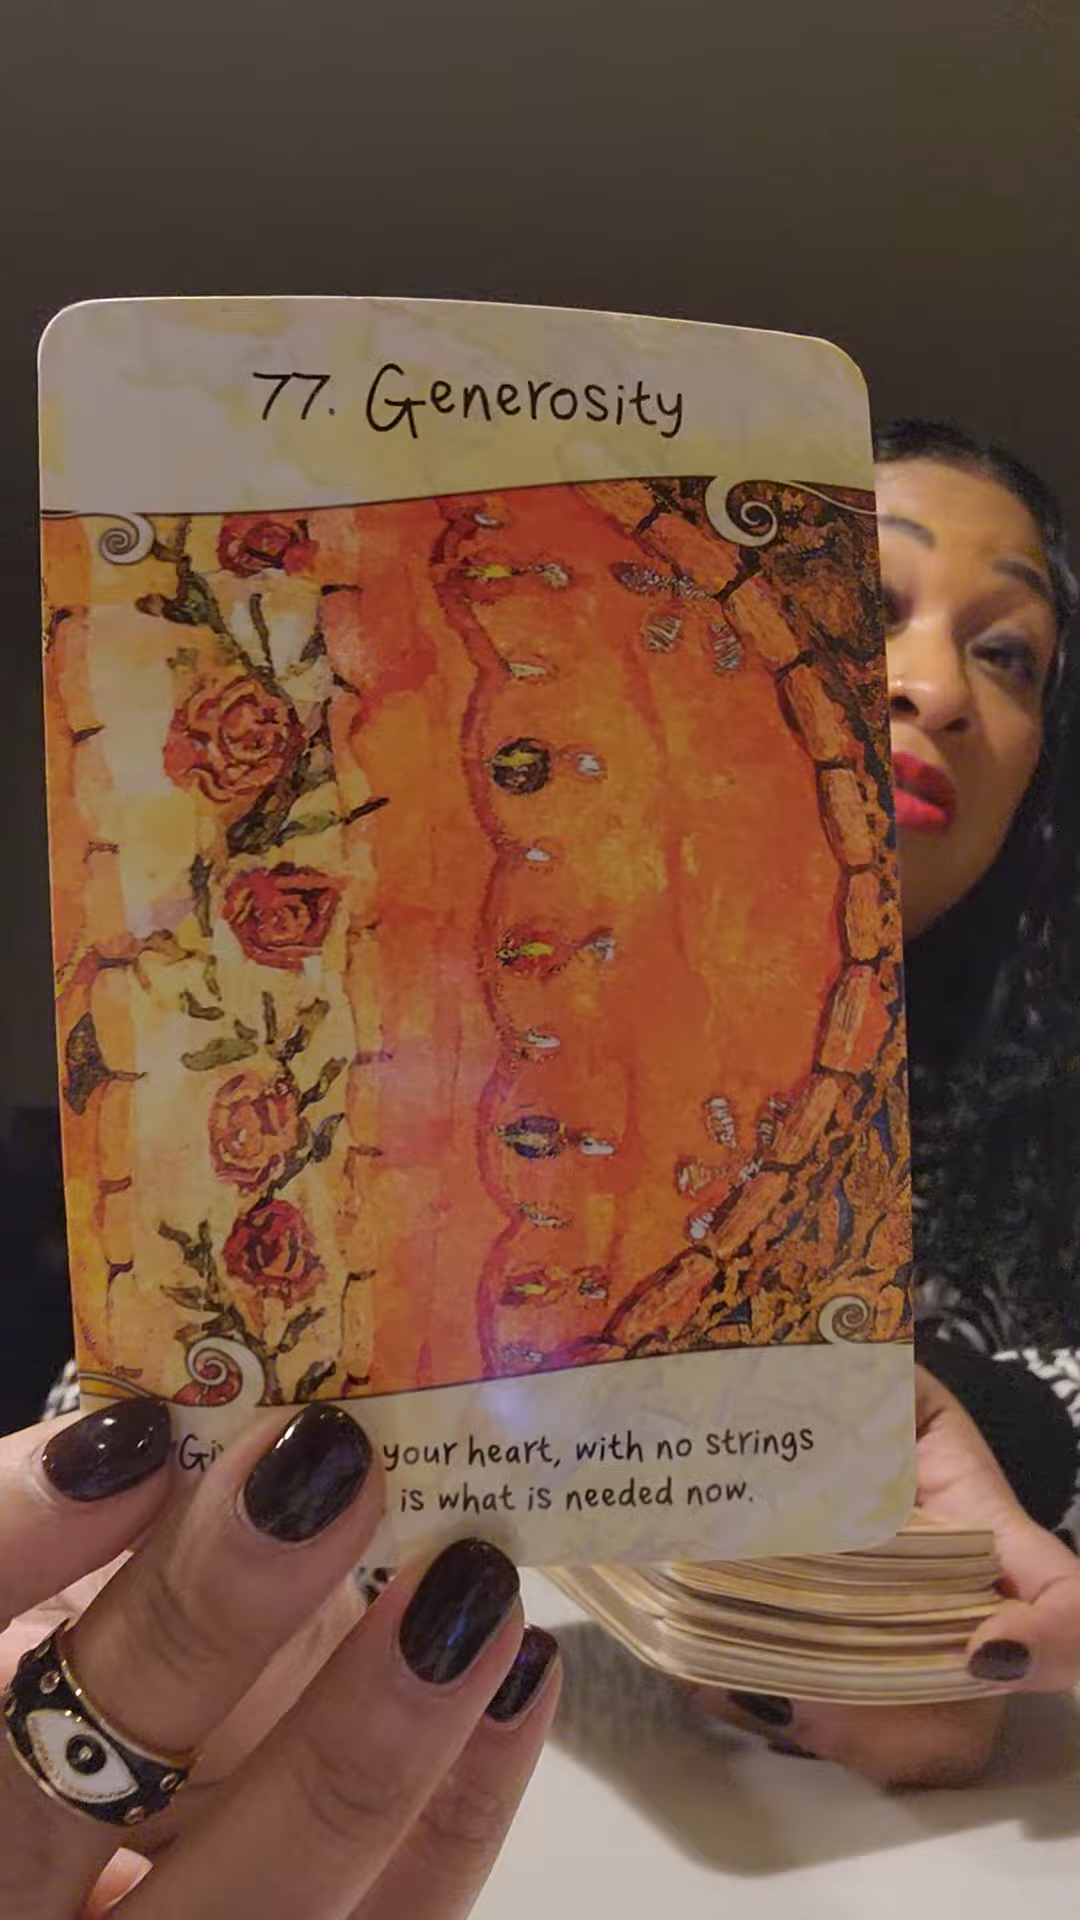 77. Generosity
your heart, with no strings
is what is needed now.